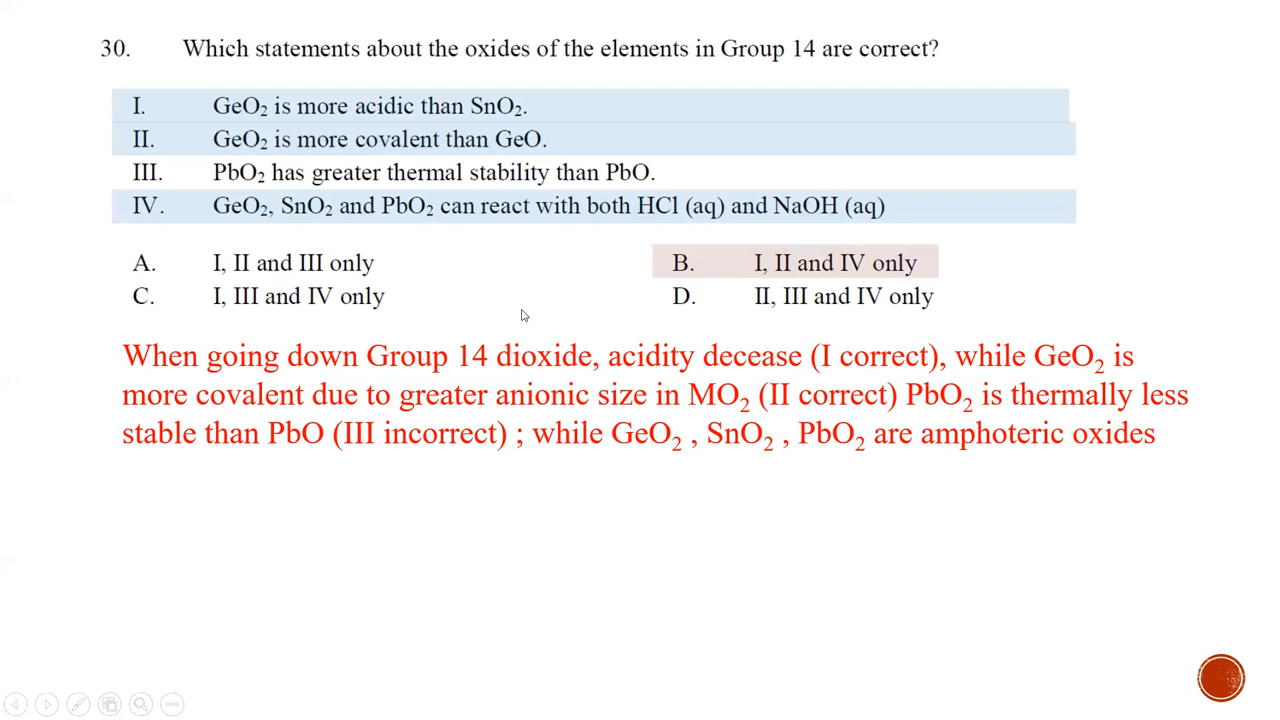 30. Which statements about the oxides of the elements in Group 14 are correct?
I. GeO₂ is more acidic than SnO₂.
II. GeO₂ is more covalent than GeO.
III. PbO₂ has greater thermal stability than PbO.
IV. GeO₂, SnO₂ and PbO₂ can react with both HCl (aq) and NaOH (aq)
A. I, II and III only B. I, II and IV only
C. I, III and IV only D. II, III and IV only
When going down Group 14 dioxide, acidity decease (I correct), while GeO₂ is
more covalent due to greater anionic size in MO₂ (II correct) PbO₂ is thermally less
stable than PbO (III incorrect) ; while GeO₂ , SnO₂ , PbO₂ are amphoteric oxides